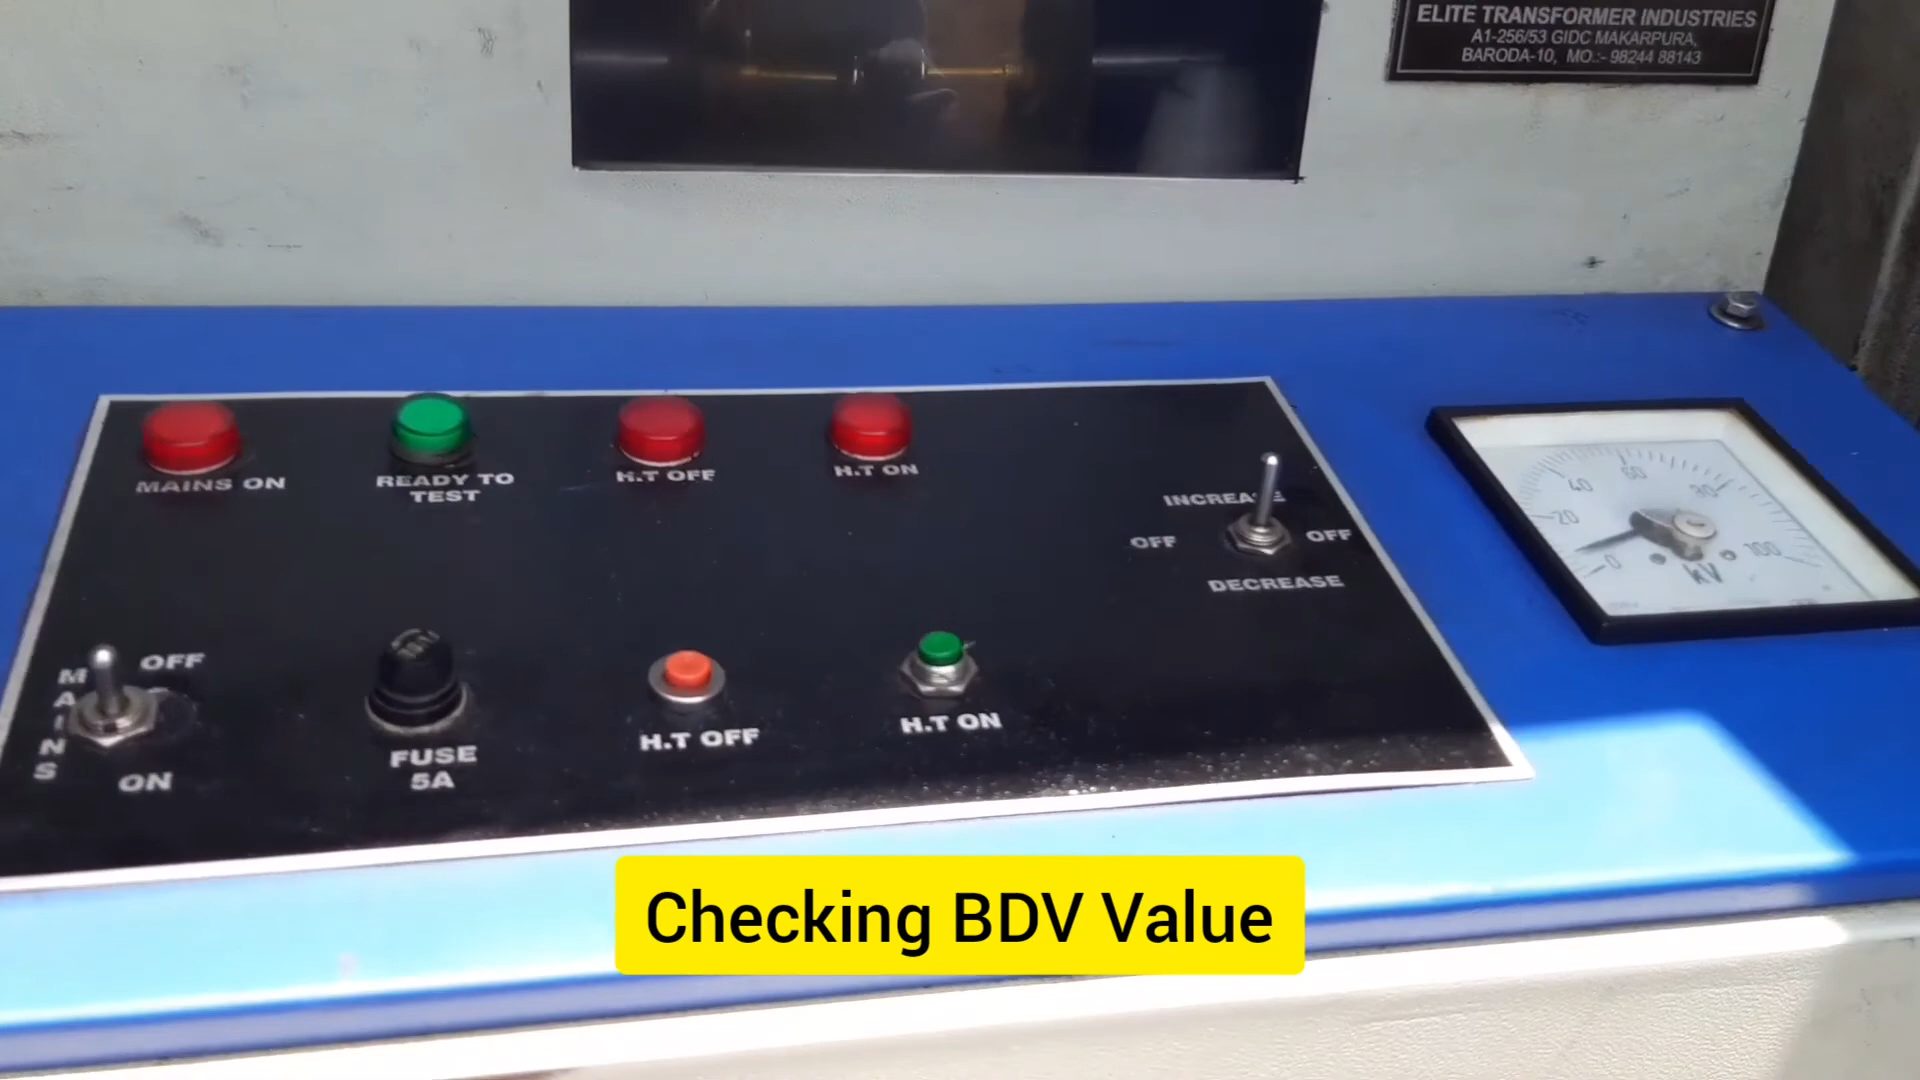 ELITE TRANSFORMER INDUSTRIES
A1-256/53 GIDC MAKARPURA,
BARODA-10, MO.:- 98244 88143
MAINS ON
READY TO
TEST
H.T OFF
H.T ON
INCREASE
OFF
OFF
DECREASE
0
20
40
60
80
100
kV
MAINS
OFF
ON
FUSE
5A
H.T OFF
H.T ON
Checking BDV Value